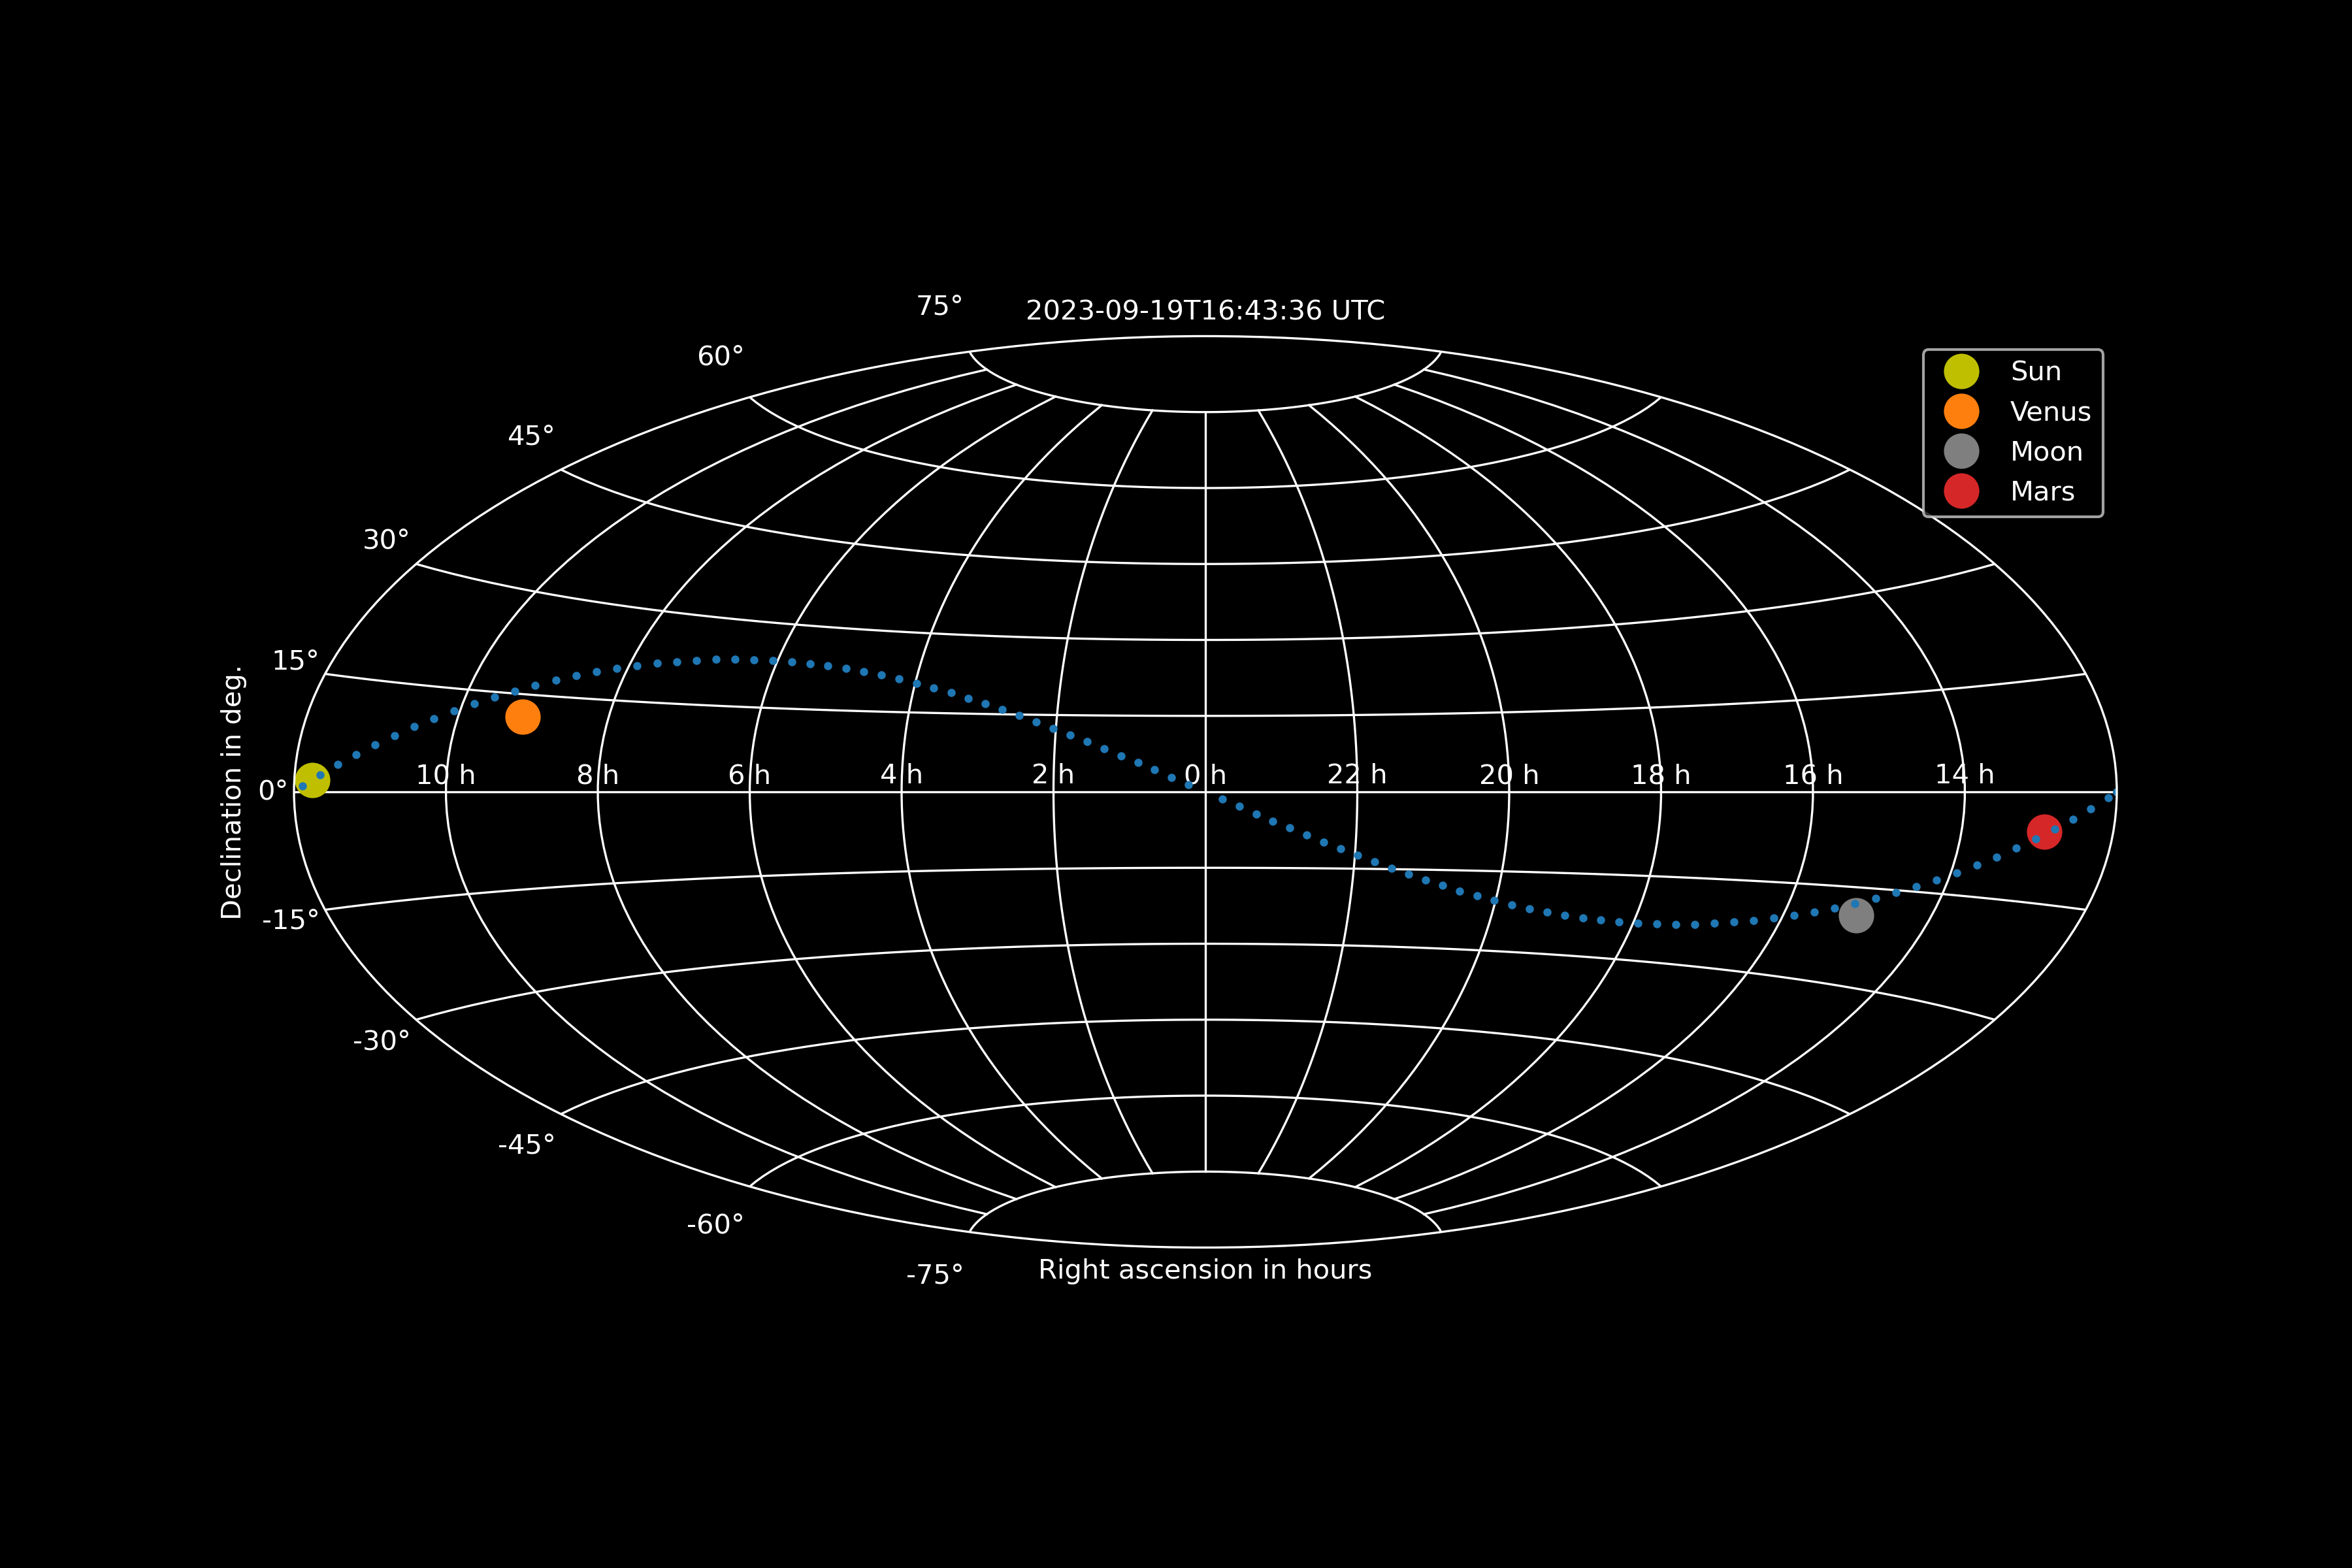 2023-09-19T16:43:36 UTC
75°
60°
45°
30°
15°
0°
-15°
-30°
-45°
-60°
-75°
Declination in deg.
10 h
8 h
6 h
4 h
2 h
0 h
22 h
20 h
18 h
16 h
14 h
Sun
Venus
Moon
Mars
Right ascension in hours